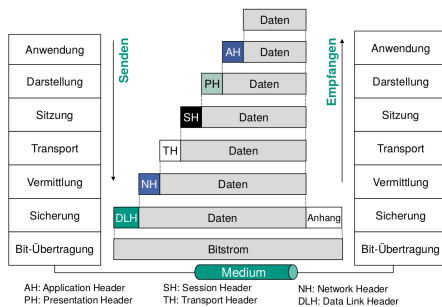 Daten
Anwendung AH Daten Anwendung
Darstellung PH Daten Darstellung
Sitzung SH Daten Sitzung
Transport TH Daten Transport
Vermittlung NH Daten Vermittlung
Sicherung DLH Daten Anhang Sicherung
Bit-Übertragung Bitstrom Bit-Übertragung
Senden
Empfangen
Medium
AH: Application Header SH: Session Header NH: Network Header
PH: Presentation Header TH: Transport Header DLH: Data Link Header